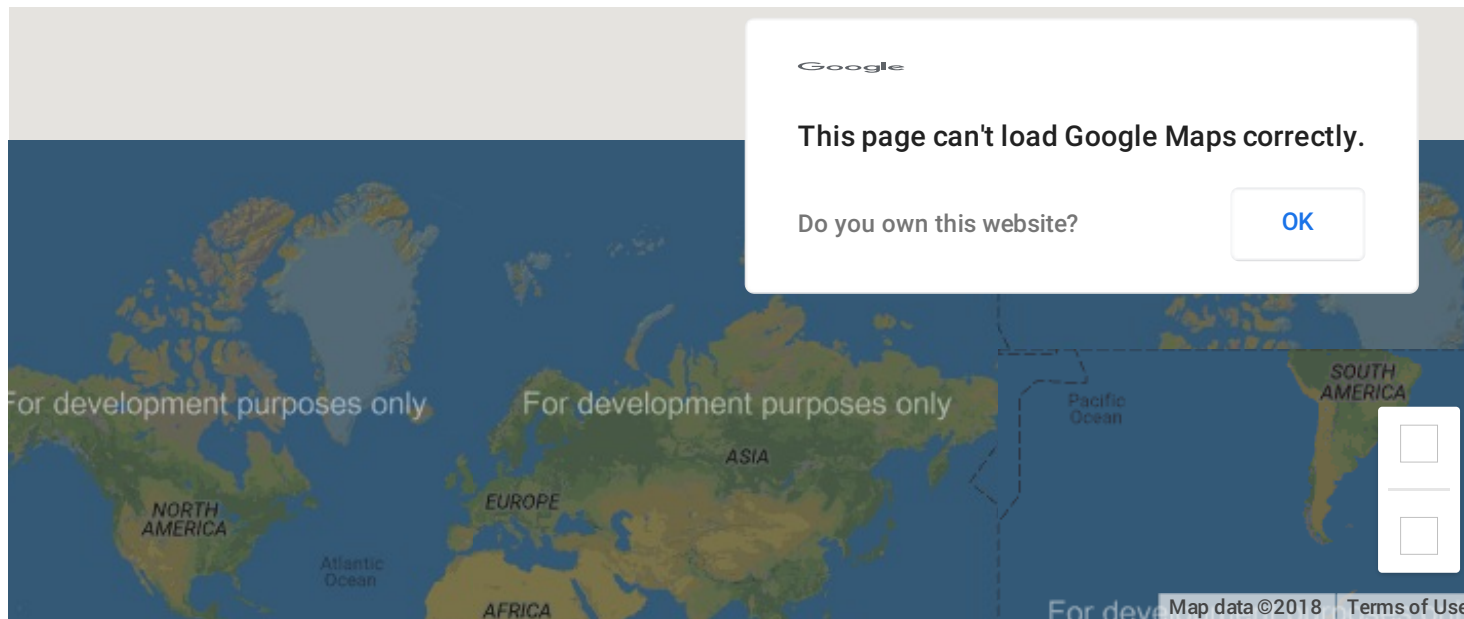 Google
This page can't load Google Maps correctly.
Do you own this website?
OK
SOUTH
AMERICA
Pacific
Ocean
For development purposes only
For development purposes only
ASIA
EUROPE
NORTH
AMERICA
Atlantic
Ocean
AFRICA
For deve
Map data ©2018
Terms of Use